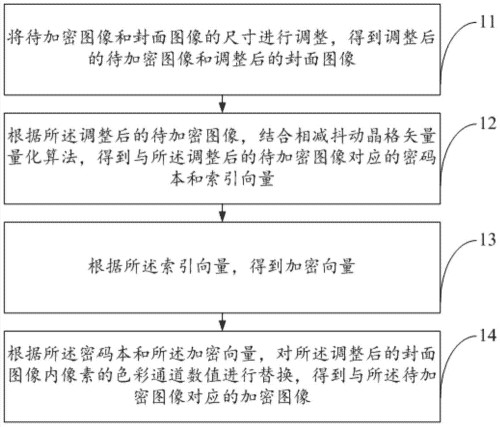 将待加密图像和封面图像的尺寸进行调整，得到调整后
的待加密图像和调整后的封面图像
11
根据所述调整后的待加密图像，结合相减抖动晶格矢量
量化算法，得到与所述调整后的待加密图像对应的密码
本和索引向量
12
根据所述索引向量，得到加密向量
13
根据所述密码本和所述加密向量，对所述调整后的封面
图像内像素的色彩通道数值进行替换，得到与所述待加
密图像对应的加密图像
14